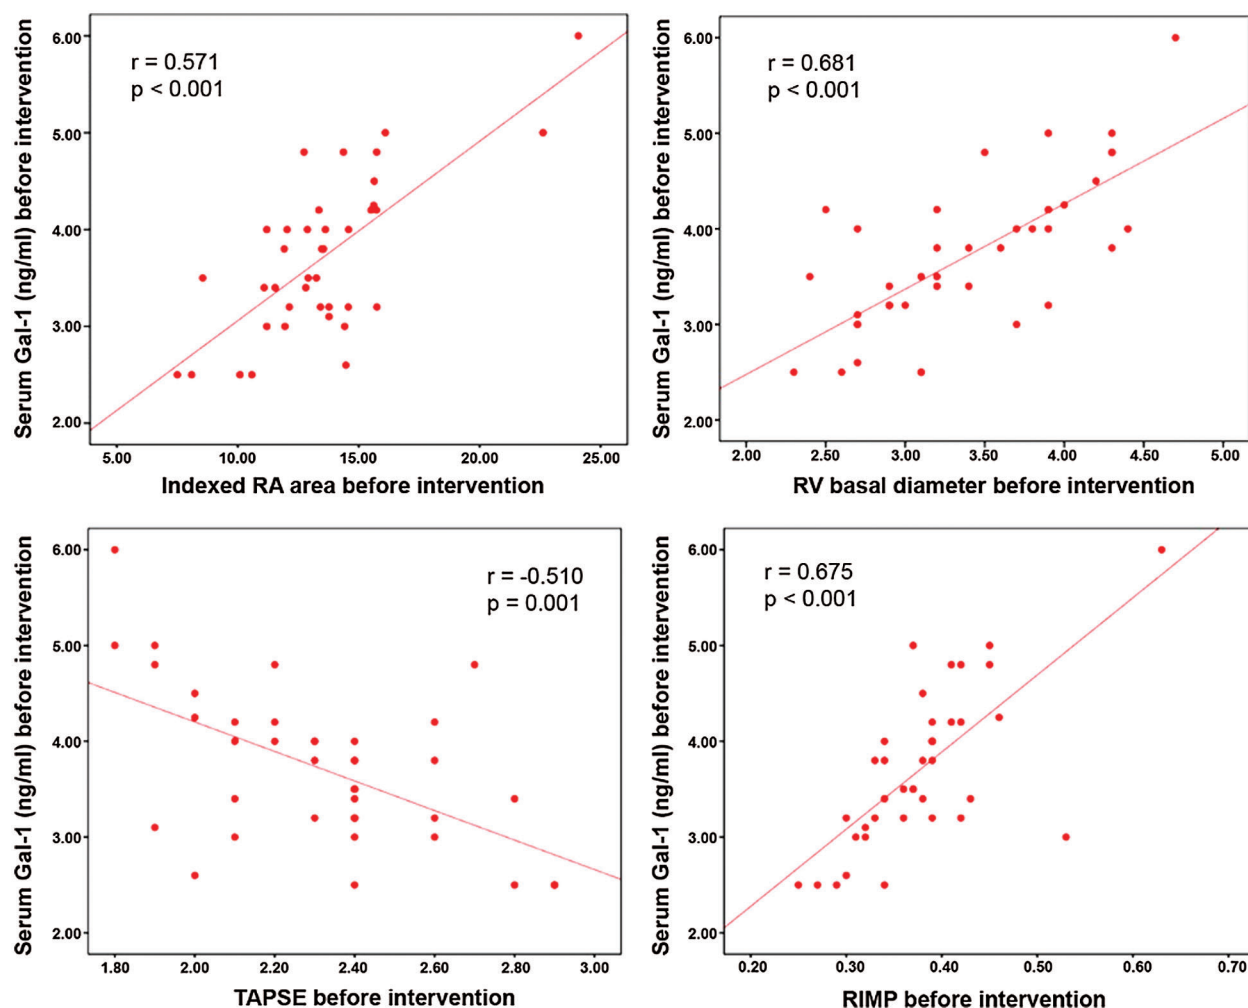 Serum Gal-1 (ng/ml) before intervention
r = 0.571
p < 0.001
6.00
5.00
4.00
3.00
2.00
5.00 10.00 15.00 20.00 25.00
Indexed RA area before intervention
Serum Gal-1 (ng/ml) before intervention
r = 0.681
p < 0.001
6.00
5.00
4.00
3.00
2.00
2.00 2.50 3.00 3.50 4.00 4.50 5.00
RV basal diameter before intervention
Serum Gal-1 (ng/ml) before intervention
r = -0.510
p = 0.001
6.00
5.00
4.00
3.00
2.00
1.80 2.00 2.20 2.40 2.60 2.80 3.00
TAPSE before intervention
Serum Gal-1 (ng/ml) before intervention
r = 0.675
p < 0.001
6.00
5.00
4.00
3.00
2.00
0.20 0.30 0.40 0.50 0.60 0.70
RIMP before intervention